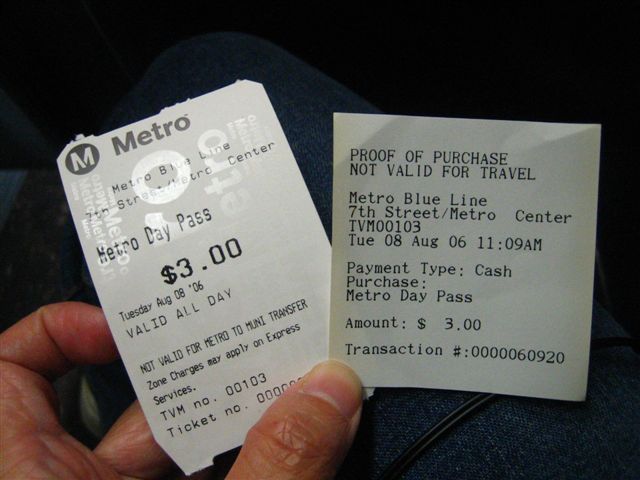 M Metro
Metro Blue Line
7th Street/Metro Center
Metro Day Pass
$3.00
Tuesday Aug 08 '06
VALID ALL DAY
NOT VALID FOR METRO TO MUNI TRANSFER
Zone Charges may apply on Express
Services.
TVM no. 00103
Ticket no.
PROOF OF PURCHASE
NOT VALID FOR TRAVEL
Metro Blue Line
7th Street/Metro Center
TVM00103
Tue 08 Aug 06 11:09AM
Payment Type: Cash
Purchase:
Metro Day Pass
Amount: $ 3.00
Transaction #:0000060920